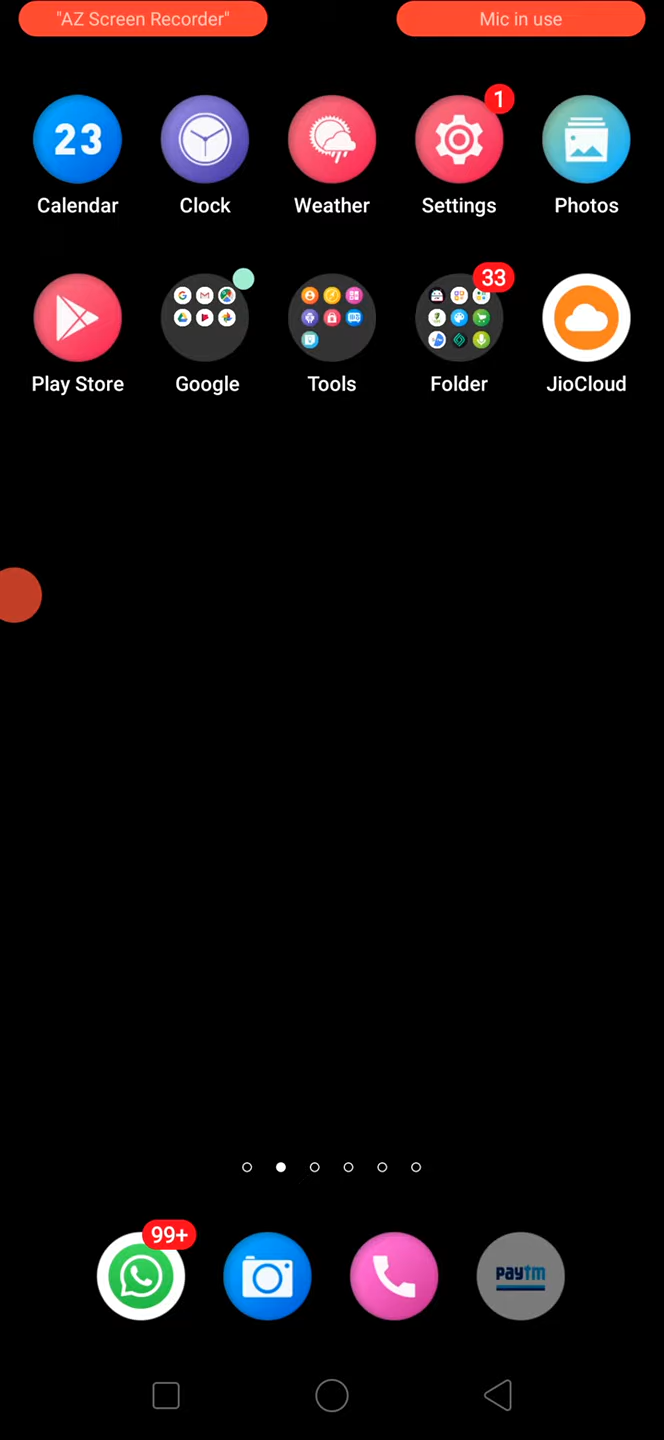 "AZ Screen Recorder" Mic in use
1
23
Calendar Clock Weather Settings Photos
33
Play Store Google Tools Folder JioCloud
99+
paytm